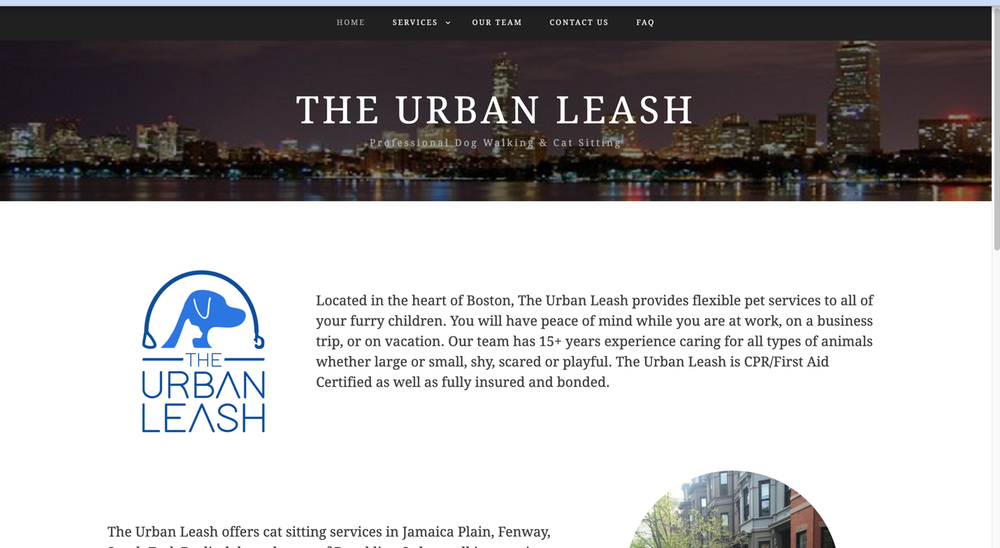 HOME SERVICES OUR TEAM CONTACT US FAQ
THE URBAN LEASH
Professional Dog Walking & Cat Sitting
THE
URBAN
LEASH
Located in the heart of Boston, The Urban Leash provides flexible pet services to all of
your furry children. You will have peace of mind while you are at work, on a business
trip, or on vacation. Our team has 15+ years experience caring for all types of animals
whether large or small, shy, scared or playful. The Urban Leash is CPR/First Aid
Certified as well as fully insured and bonded.
The Urban Leash offers cat sitting services in Jamaica Plain, Fenway,